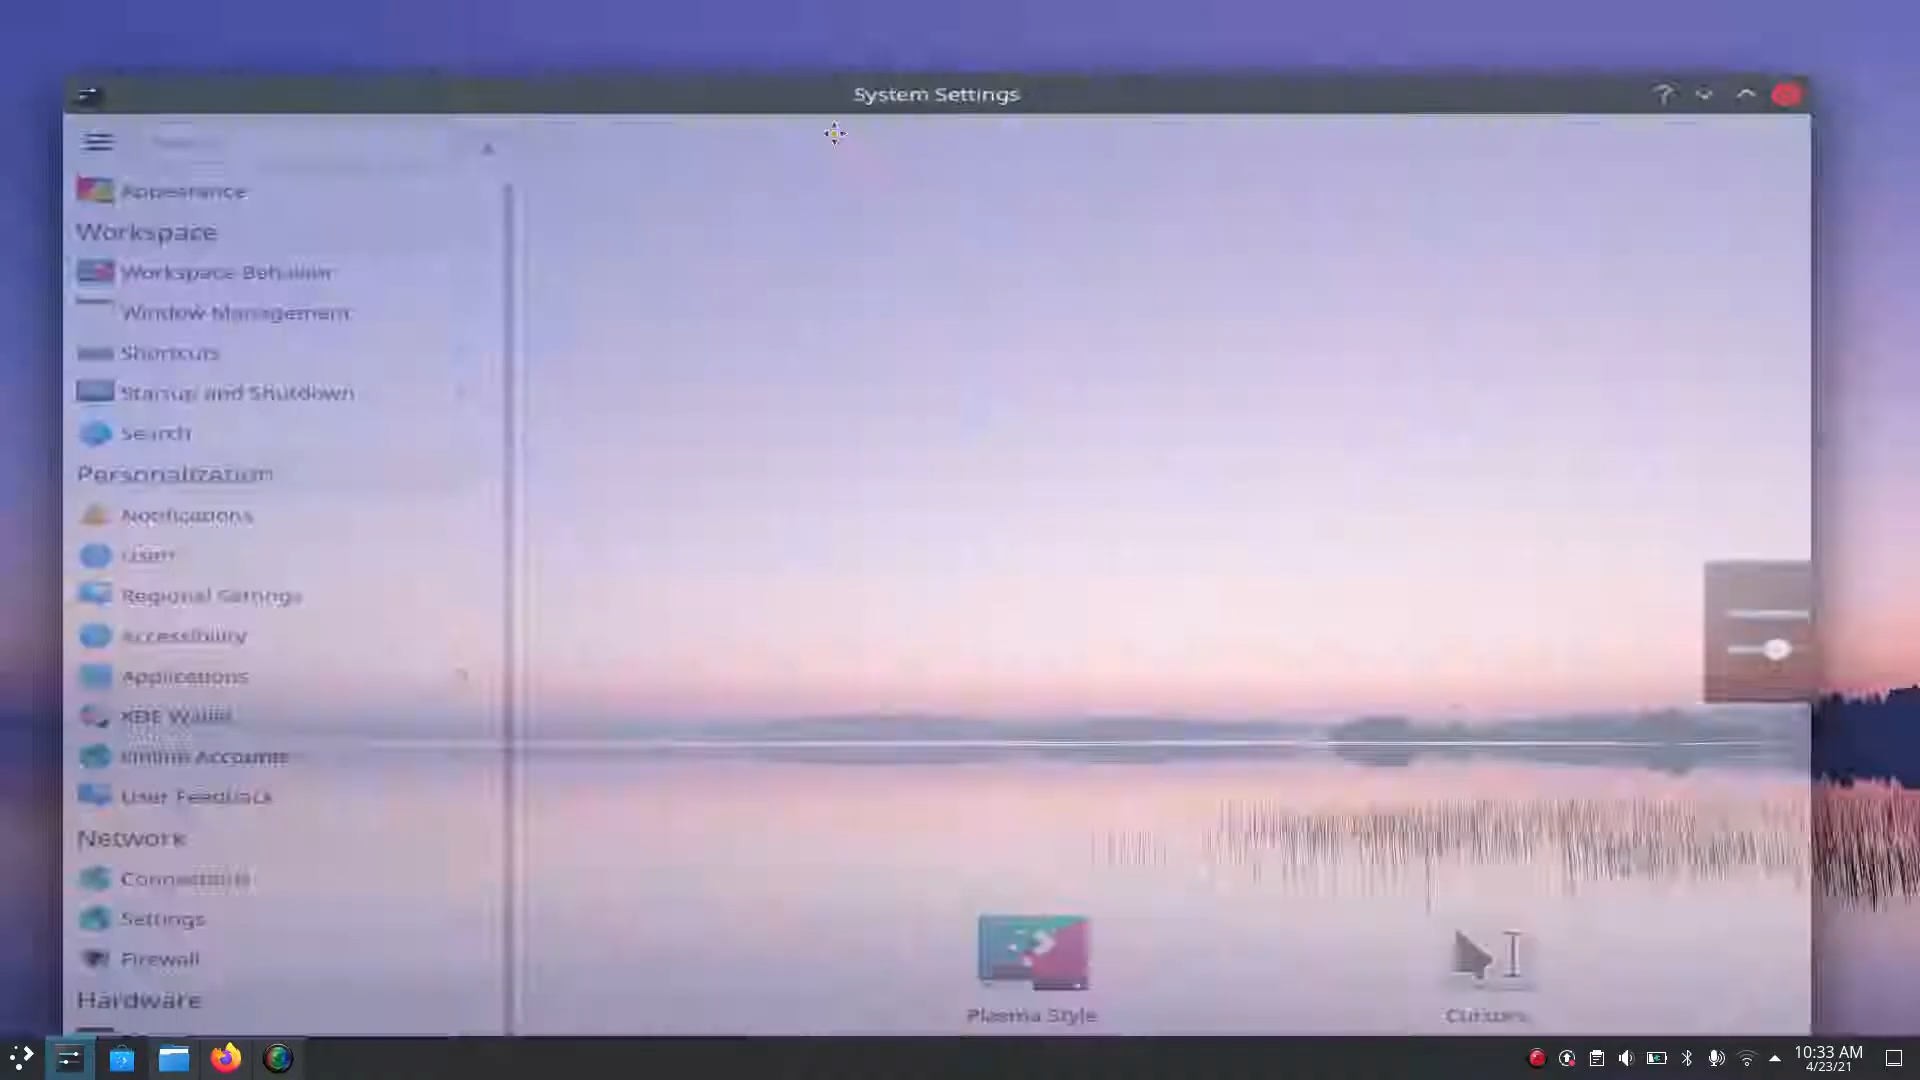 System Settings
Appearance
Workspace
Workspace Behavior
Window Management
Shortcuts
Startup and Shutdown
Search
Personalization
Notifications
Users
Regional Settings
Accessibility
Applications
KDE Wallet
Online Accounts
User Feedback
Network
Connections
Settings
Firewall
Hardware
Plasma Style
Cursors
10:33 AM
4/23/21